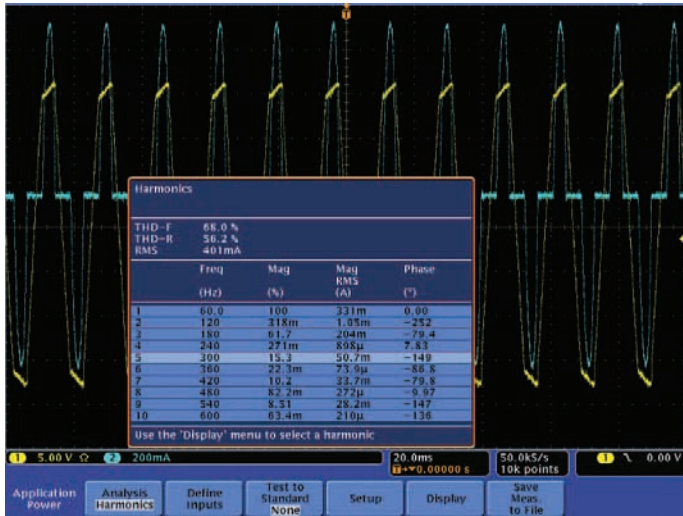 T
Harmonics
THD-F 68.0 %
THD-R 56.2 %
RMS 401mA
Freq Mag Mag Phase
RMS
(Hz) (%) (A) (°)
1 60.0 100 331m 0.00
2 120 318m 1.05m -252
3 180 61.7 204m -79.4
4 240 271m 898µ 7.83
5 300 15.3 50.7m -149
6 360 22.3m 73.9µ -86.8
7 420 10.2 33.7m -79.8
8 480 82.2m 272µ -9.97
9 540 8.51 28.2m -147
10 600 63.4m 210µ -136
Use the 'Display' menu to select a harmonic
1 5.00 V Ω 2 200mA 20.0ms 50.0kS/s 1 0.00 V
T→▼0.00000 s 10k points
Application Power
Analysis Harmonics
Define Inputs
Test to Standard None
Setup
Display
Save Meas. to File